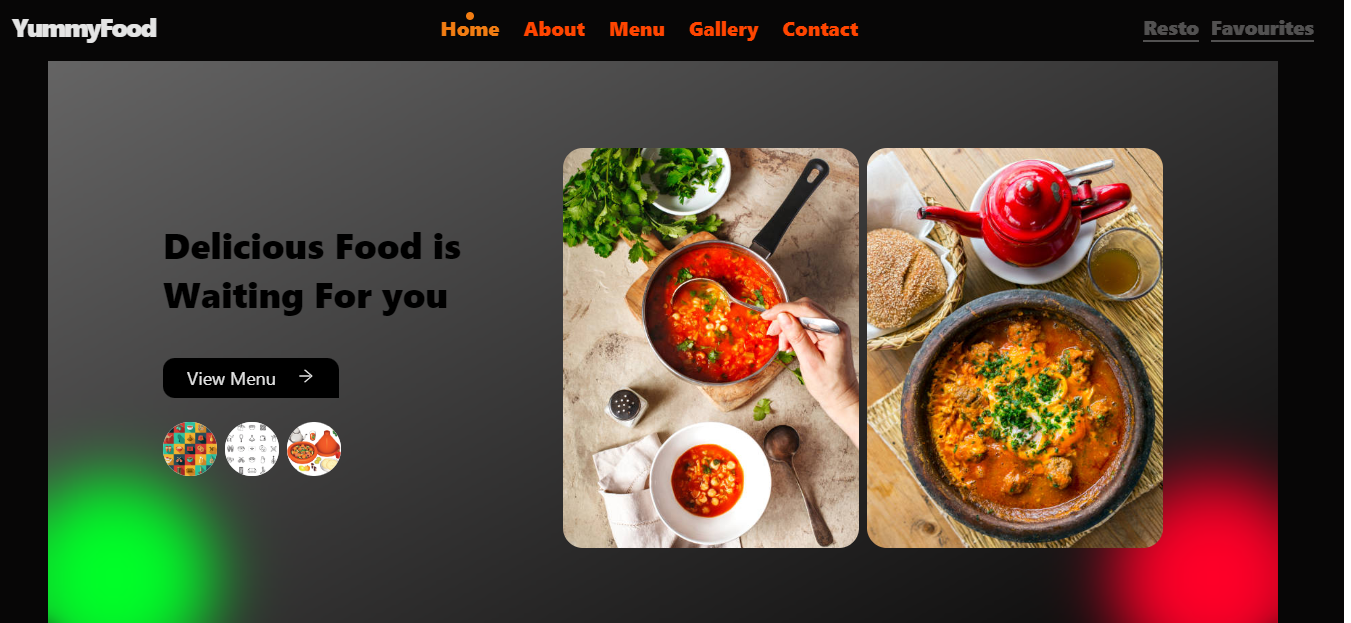 YummyFood
Home About Menu Gallery Contact
Resto Favourites
Delicious Food is
Waiting For you
View Menu